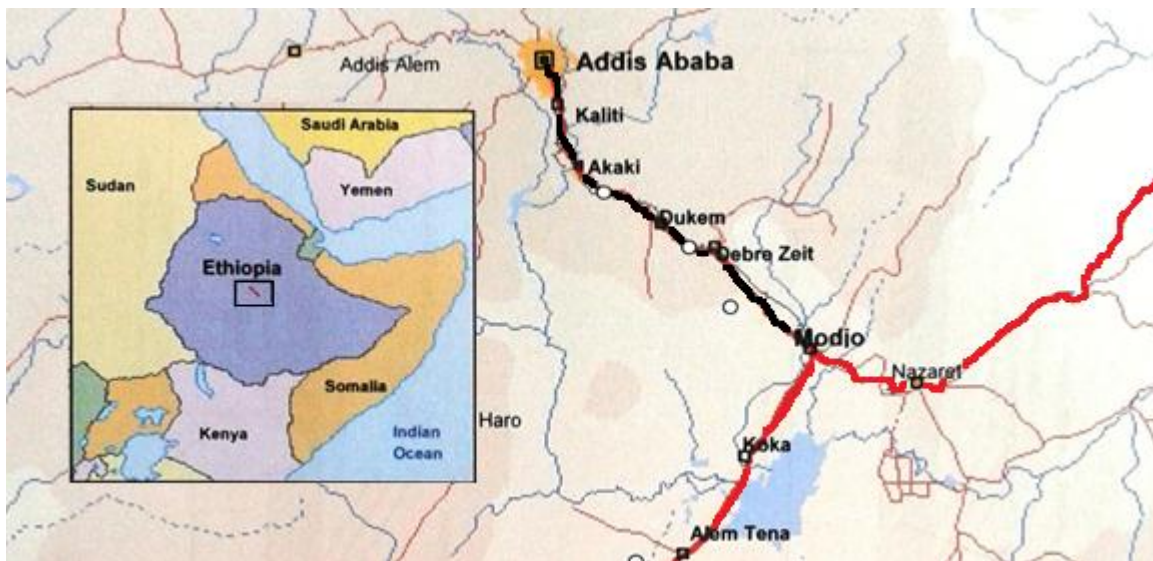 Addis Ababa
Addis Alem
Kaliti
Akaki
Dukem
Debre Zeit
Modjo
Nazaret
Koka
Alem Tena
Haro
Saudi Arabia
Sudan
Yemen
Ethiopia
Somalia
Kenya
Indian
Ocean